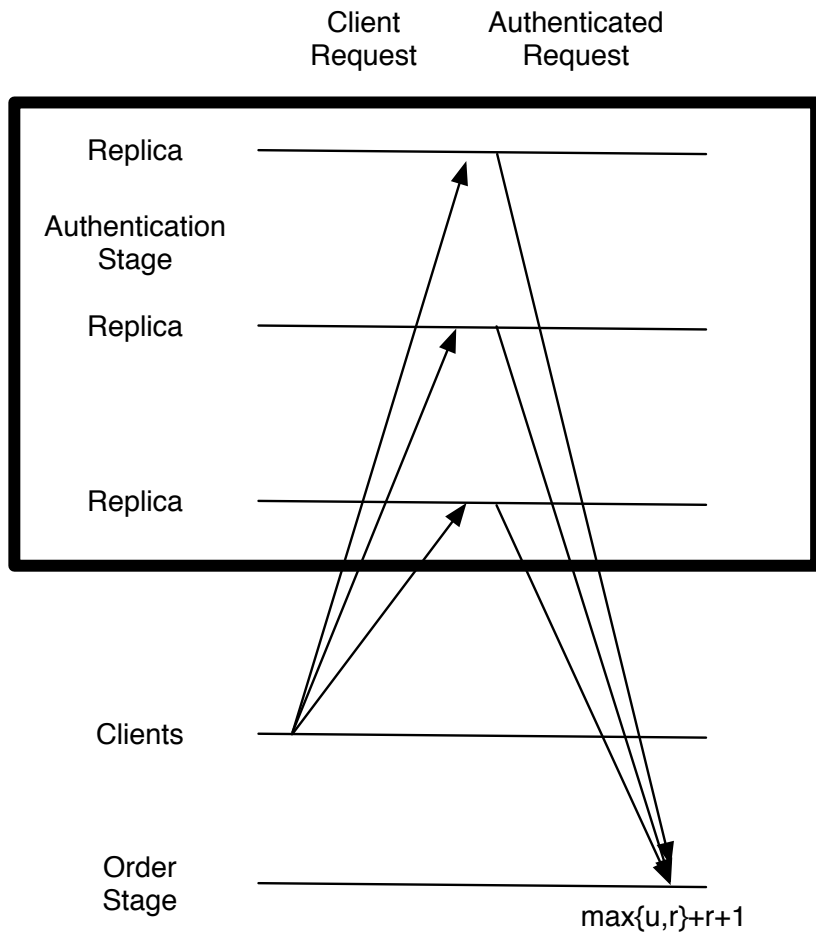 Client
Request
Authenticated
Request
Replica
Authentication
Stage
Replica
Replica
Clients
Order
Stage
max{u,r}+r+1